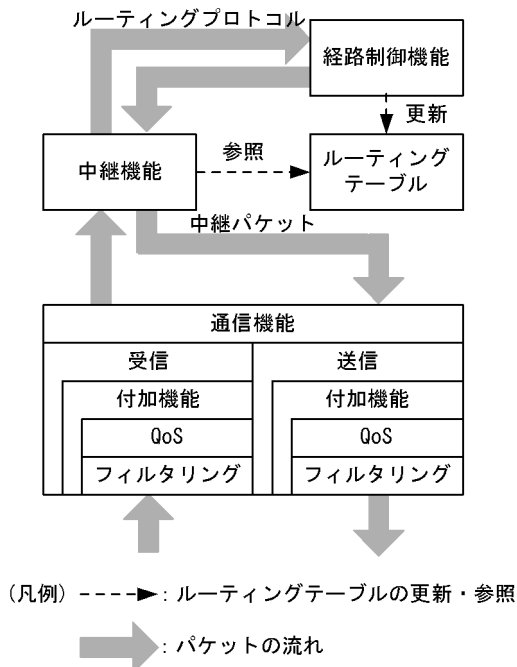 ルーティングプロトコル
経路制御機能
更新
中継機能
参照
ルーティング
テーブル
中継パケット
通信機能
受信
送信
付加機能
付加機能
QoS
QoS
フィルタリング
フィルタリング
(凡例)
:ルーティングテーブルの更新・参照
:パケットの流れ